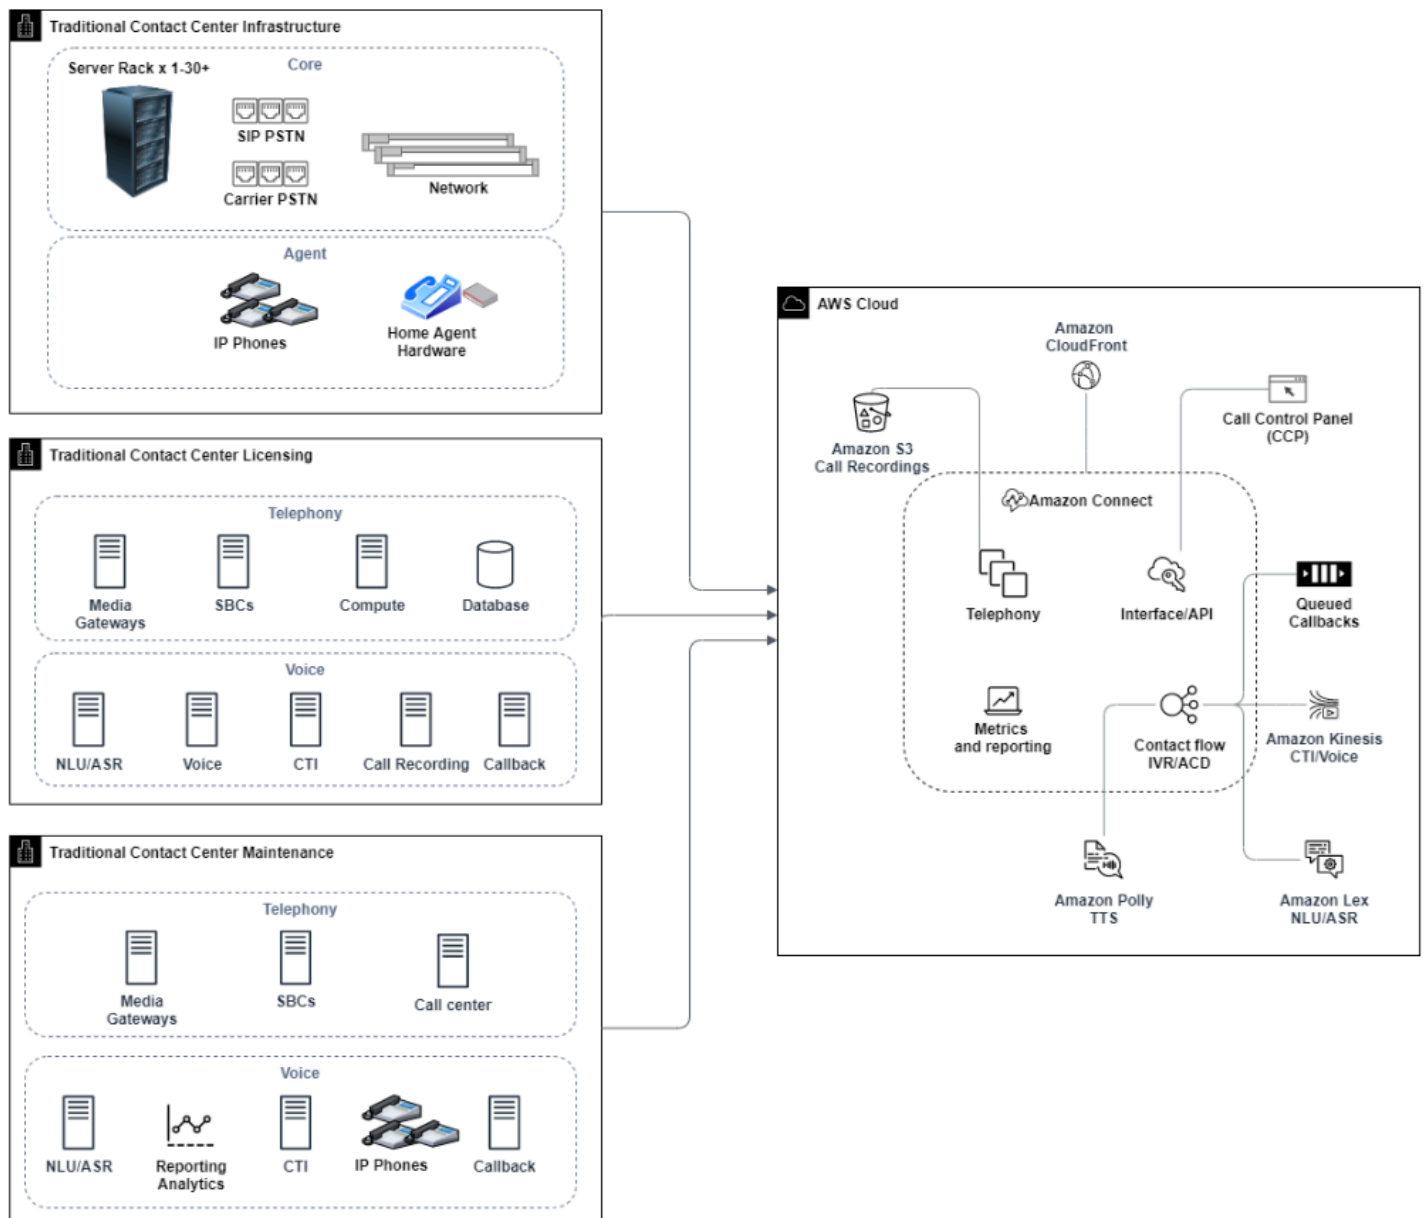 Traditional Contact Center Infrastructure
Core
Server Rack x 1-30+
SIP PSTN
Carrier PSTN
Network
Agent
IP Phones
Home Agent
Hardware
Traditional Contact Center Licensing
Telephony
Media
Gateways
SBCs
Compute
Database
Voice
NLU/ASR
Voice
CTI
Call Recording
Callback
Traditional Contact Center Maintenance
Telephony
Media
Gateways
SBCs
Call center
Voice
NLU/ASR
Reporting
Analytics
CTI
IP Phones
Callback
AWS Cloud
Amazon
CloudFront
Amazon S3
Call Recordings
Call Control Panel
(CCP)
Amazon Connect
Telephony
Interface/API
Queued
Callbacks
Metrics
and reporting
Contact flow
IVR/ACD
Amazon Kinesis
CTI/Voice
Amazon Polly
TTS
Amazon Lex
NLU/ASR